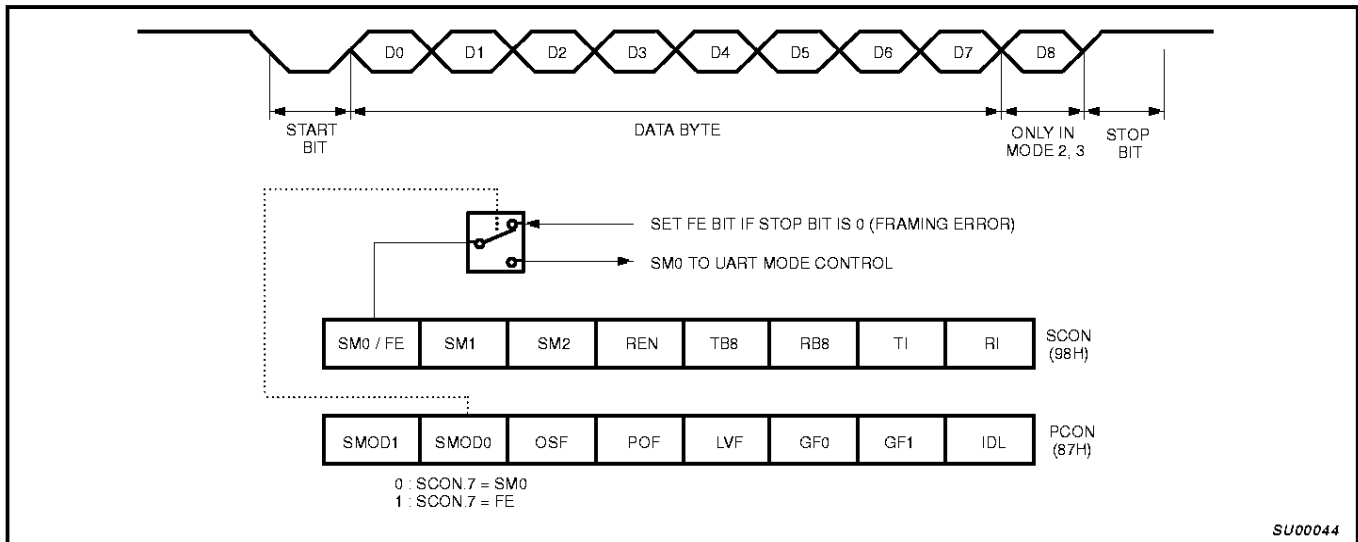 D0 D1 D2 D3 D4 D5 D6 D7 D8
START
BIT
DATA BYTE
ONLY IN
MODE 2, 3
STOP
BIT
SET FE BIT IF STOP BIT IS 0 (FRAMING ERROR)
SM0 TO UART MODE CONTROL
SM0 / FE SM1 SM2 REN TB8 RB8 TI RI
SCON
(98H)
SMOD1 SMOD0 OSF POF LVF GF0 GF1 IDL
PCON
(87H)
0 : SCON.7 = SM0
1 : SCON.7 = FE
SU00044